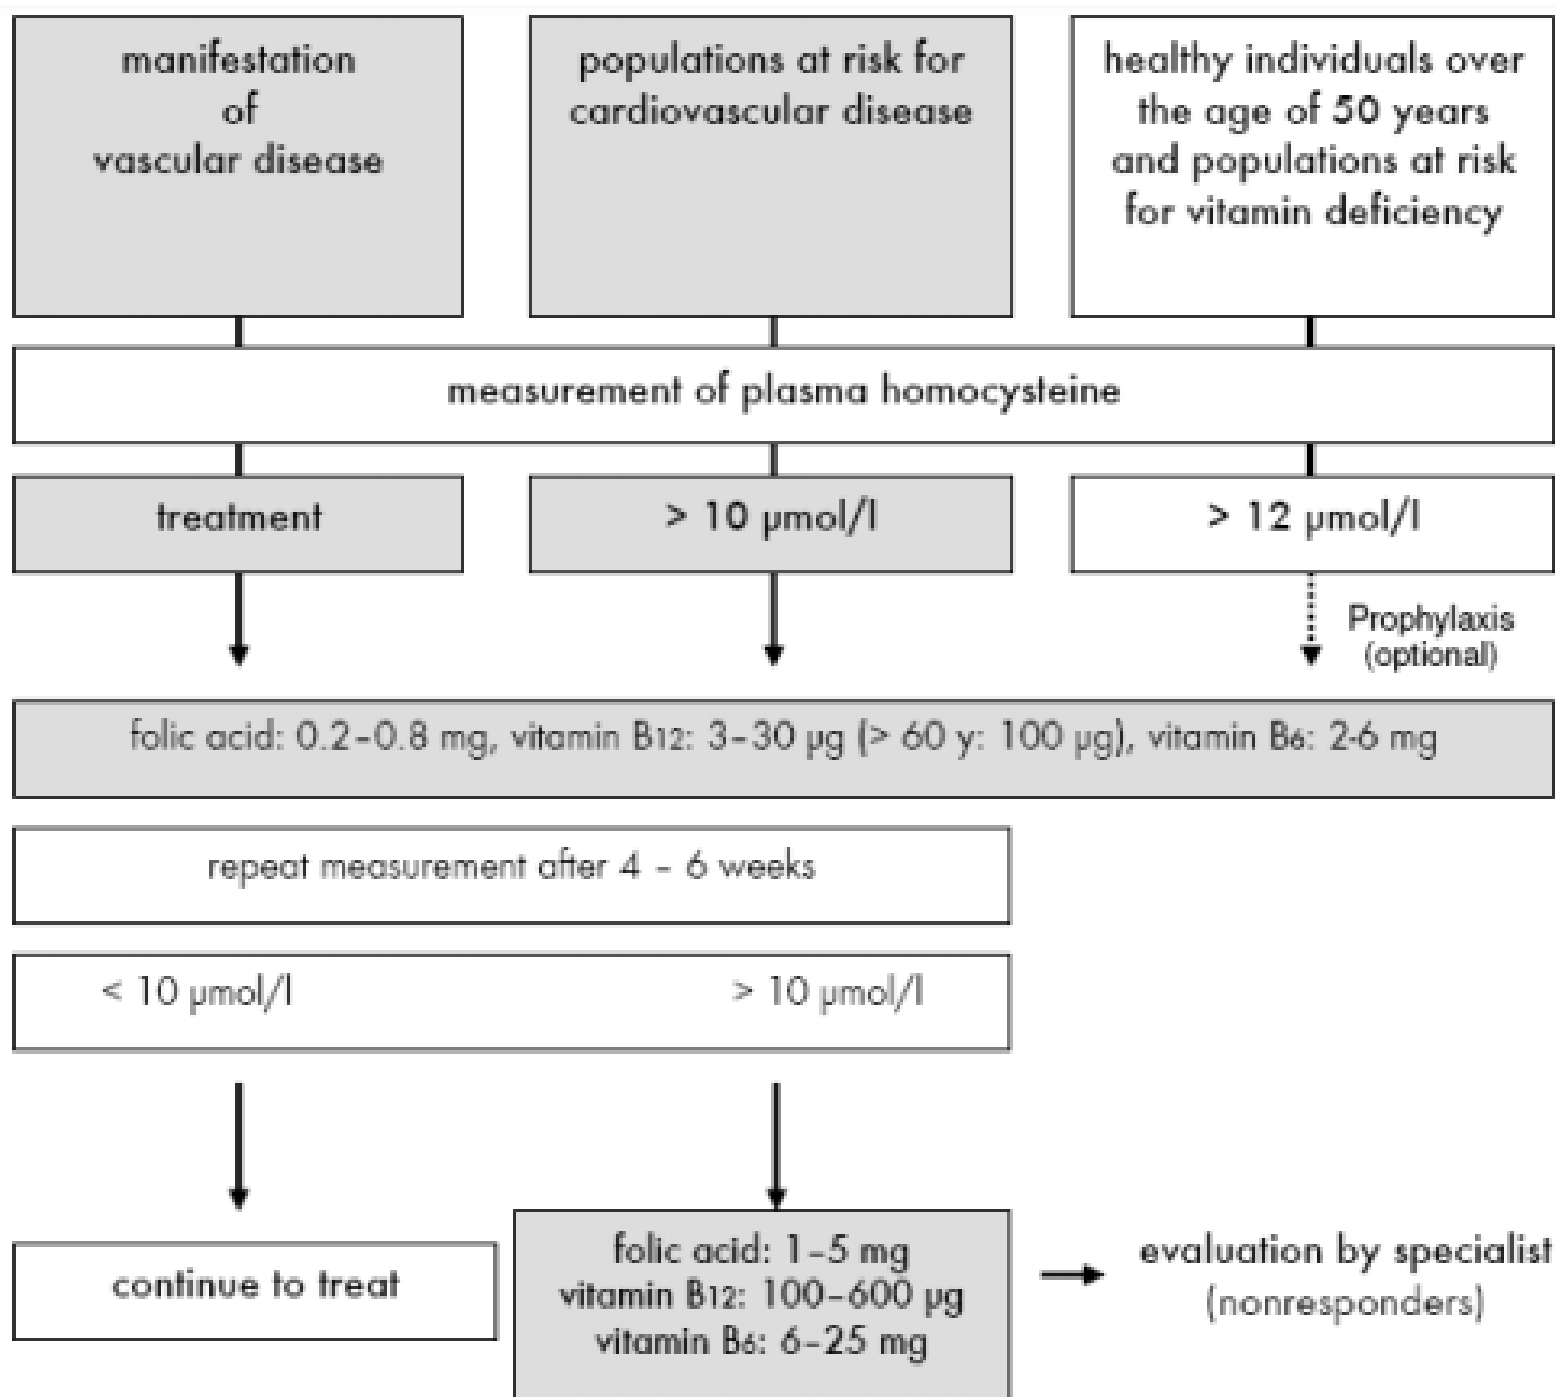 manifestation
of
vascular disease
populations at risk for
cardiovascular disease
healthy individuals over
the age of 50 years
and populations at risk
for vitamin deficiency
measurement of plasma homocysteine
treatment
> 10 µmol/l
> 12 µmol/l
Prophylaxis
(optional)
folic acid: 0.2–0.8 mg, vitamin B12: 3–30 µg (> 60 y: 100 µg), vitamin B6: 2-6 mg
repeat measurement after 4 – 6 weeks
< 10 µmol/l
> 10 µmol/l
continue to treat
folic acid: 1–5 mg
vitamin B12: 100–600 µg
vitamin B6: 6–25 mg
evaluation by specialist
(nonresponders)